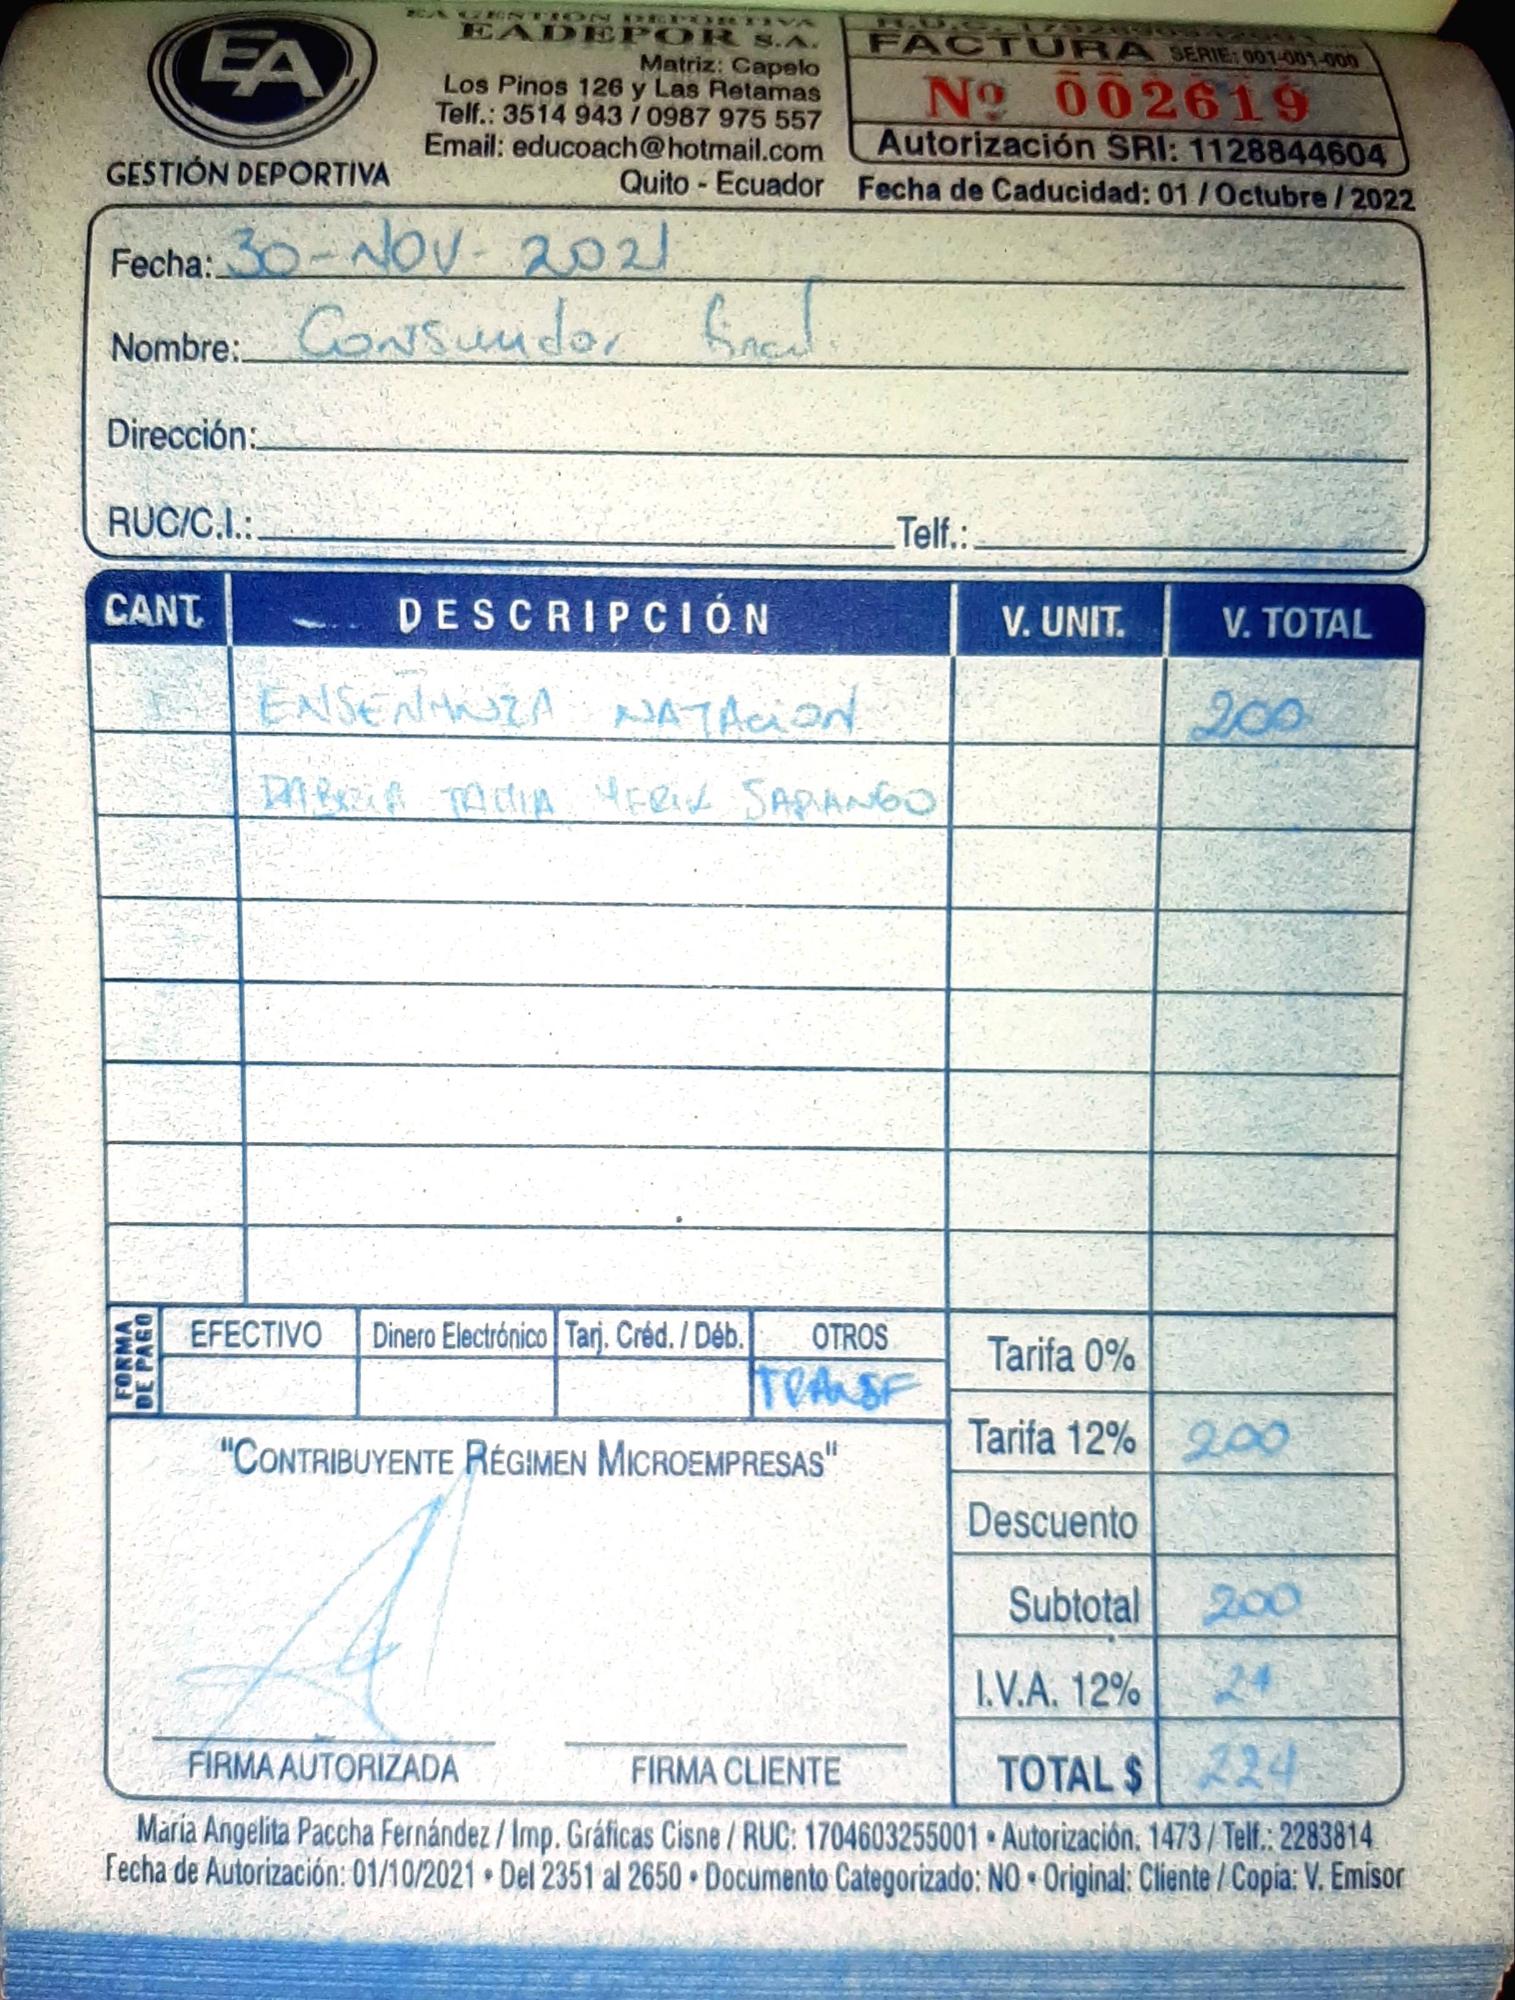 EA GESTIÓN DEPORTIVA
EADEPOR S.A.
Matriz: Capelo
Los Pinos 126 y Las Retamas
Telf.: 3514 943 / 0987 975 557
Email: educoach@hotmail.com
Quito - Ecuador
EA
GESTIÓN DEPORTIVA
R.U.C.
FACTURA SERIE: 001-001-000
Nº 002619
Autorización SRI: 1128844604
Fecha de Caducidad: 01 / Octubre / 2022
Fecha: 30-NOV-2021
Nombre: Consumidor final.
Dirección:
RUC/C.I.: Telf.:
CANT. DESCRIPCIÓN V. UNIT. V. TOTAL
ENSEÑANZA NATACION 200
SARANGO
FORMA DE PAGO
EFECTIVO Dinero Electrónico Tarj. Créd. / Déb. OTROS
TRANSF
Tarifa 0%
Tarifa 12% 200
Descuento
Subtotal 200
I.V.A. 12% 24
TOTAL $ 224
"CONTRIBUYENTE RÉGIMEN MICROEMPRESAS"
FIRMA AUTORIZADA FIRMA CLIENTE
María Angelita Paccha Fernández / Imp. Gráficas Cisne / RUC: 1704603255001 • Autorización. 1473 / Telf.: 2283814
Fecha de Autorización: 01/10/2021 • Del 2351 al 2650 • Documento Categorizado: NO • Original: Cliente / Copia: V. Emisor